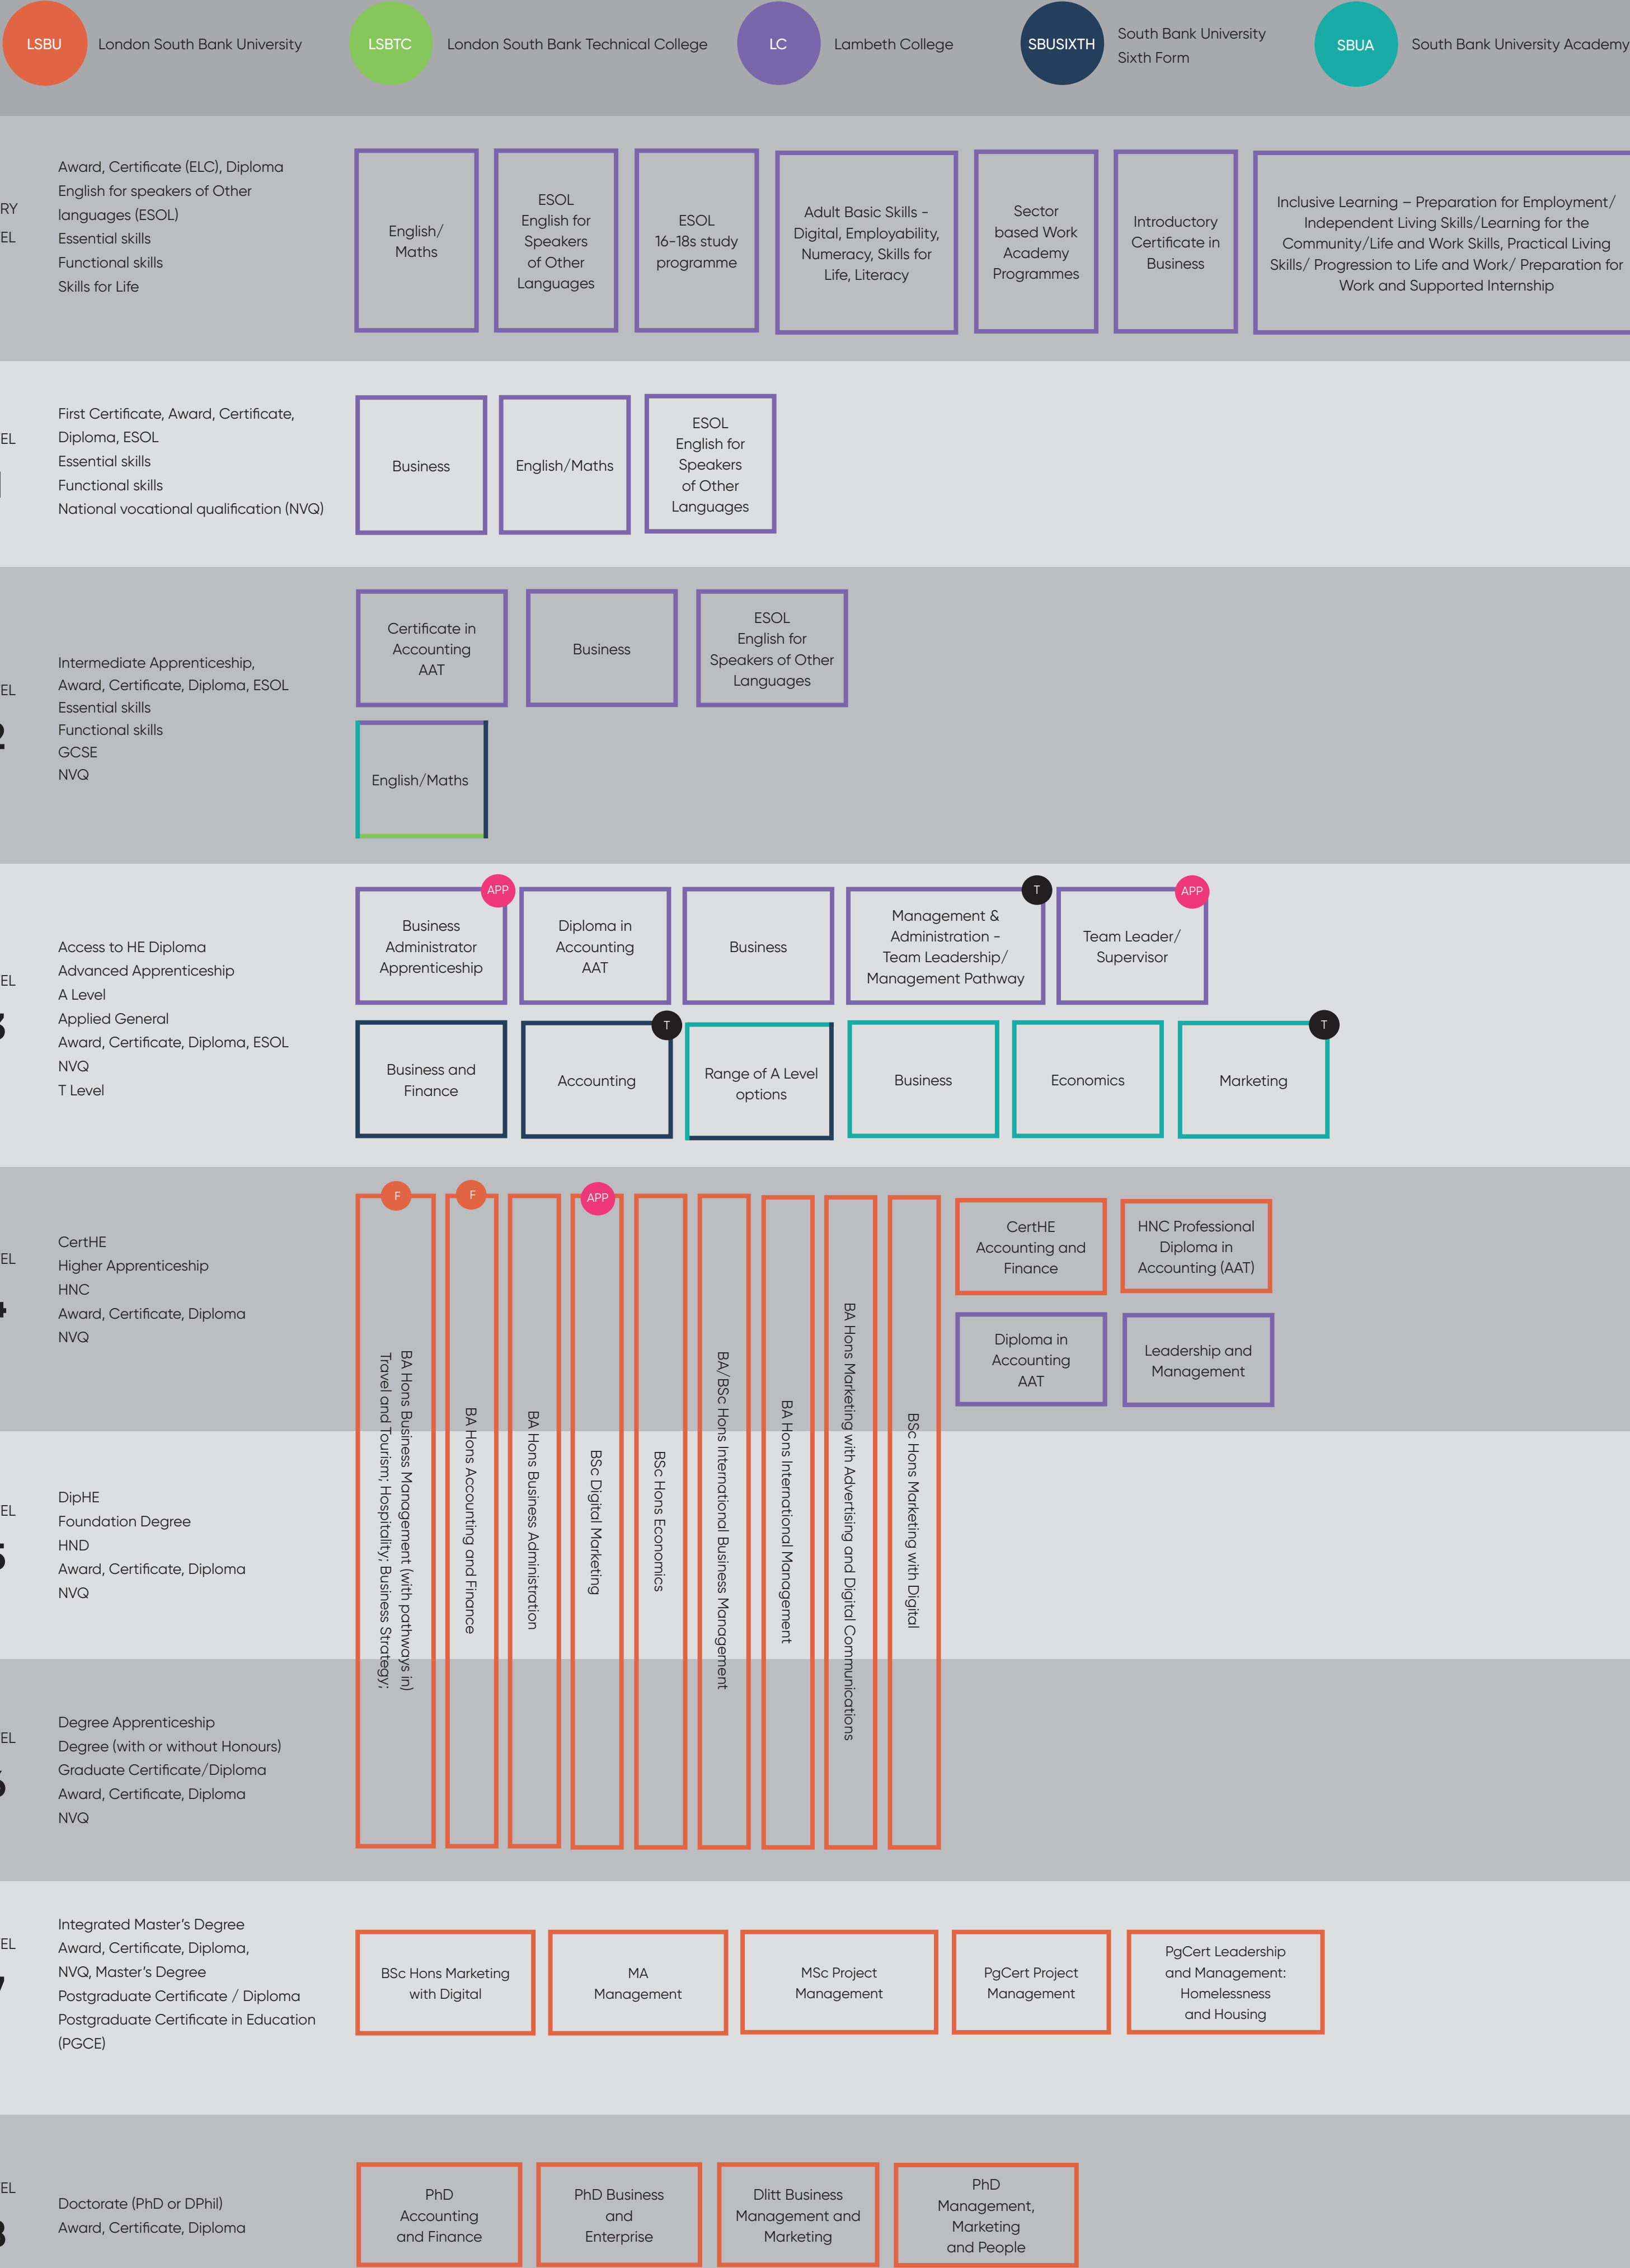 LSBU
London South Bank University
LSBTC
London South Bank Technical College
LC
Lambeth College
SBUSIXTH
South Bank University
Sixth Form
SBUA
South Bank University Academy
RY
EL
Award, Certificate (ELC), Diploma
English for speakers of Other
languages (ESOL)
Essential skills
Functional skills
Skills for Life
English/
Maths
ESOL
English for
Speakers
of Other
Languages
ESOL
16-18s study
programme
Adult Basic Skills -
Digital, Employability,
Numeracy, Skills for
Life, Literacy
Sector
based Work
Academy
Programmes
Introductory
Certificate in
Business
Inclusive Learning – Preparation for Employment/
Independent Living Skills/Learning for the
Community/Life and Work Skills, Practical Living
Skills/ Progression to Life and Work/ Preparation for
Work and Supported Internship
EL
First Certificate, Award, Certificate,
Diploma, ESOL
Essential skills
Functional skills
National vocational qualification (NVQ)
Business
English/Maths
ESOL
English for
Speakers
of Other
Languages
EL
2
Intermediate Apprenticeship,
Award, Certificate, Diploma, ESOL
Essential skills
Functional skills
GCSE
NVQ
Certificate in
Accounting
AAT
Business
ESOL
English for
Speakers of Other
Languages
English/Maths
EL
3
Access to HE Diploma
Advanced Apprenticeship
A Level
Applied General
Award, Certificate, Diploma, ESOL
NVQ
T Level
APP
Business
Administrator
Apprenticeship
Diploma in
Accounting
AAT
Business
T
Management &
Administration -
Team Leadership/
Management Pathway
APP
Team Leader/
Supervisor
Business and
Finance
T
Accounting
Range of A Level
options
Business
Economics
T
Marketing
EL
4
CertHE
Higher Apprenticeship
HNC
Award, Certificate, Diploma
NVQ
F
BA Hons Business Management (with pathways in)
Travel and Tourism; Hospitality; Business Strategy;
F
BA Hons Accounting and Finance
BA Hons Business Administration
APP
BSc Digital Marketing
BSc Hons Economics
BA/BSc Hons International Business Management
BA Hons International Management
BA Hons Marketing with Advertising and Digital Communications
BSc Hons Marketing with Digital
CertHE
Accounting and
Finance
HNC Professional
Diploma in
Accounting (AAT)
Diploma in
Accounting
AAT
Leadership and
Management
EL
5
DipHE
Foundation Degree
HND
Award, Certificate, Diploma
NVQ
EL
6
Degree Apprenticeship
Degree (with or without Honours)
Graduate Certificate/Diploma
Award, Certificate, Diploma
NVQ
EL
7
Integrated Master’s Degree
Award, Certificate, Diploma,
NVQ, Master’s Degree
Postgraduate Certificate / Diploma
Postgraduate Certificate in Education
(PGCE)
BSc Hons Marketing
with Digital
MA
Management
MSc Project
Management
PgCert Project
Management
PgCert Leadership
and Management:
Homelessness
and Housing
EL
8
Doctorate (PhD or DPhil)
Award, Certificate, Diploma
PhD
Accounting
and Finance
PhD Business
and
Enterprise
Dlitt Business
Management and
Marketing
PhD
Management,
Marketing
and People